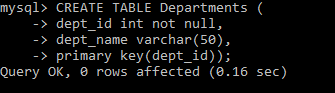 mysql> CREATE TABLE Departments (
    -> dept_id int not null,
    -> dept_name varchar(50),
    -> primary key(dept_id));
Query OK, 0 rows affected (0.16 sec)